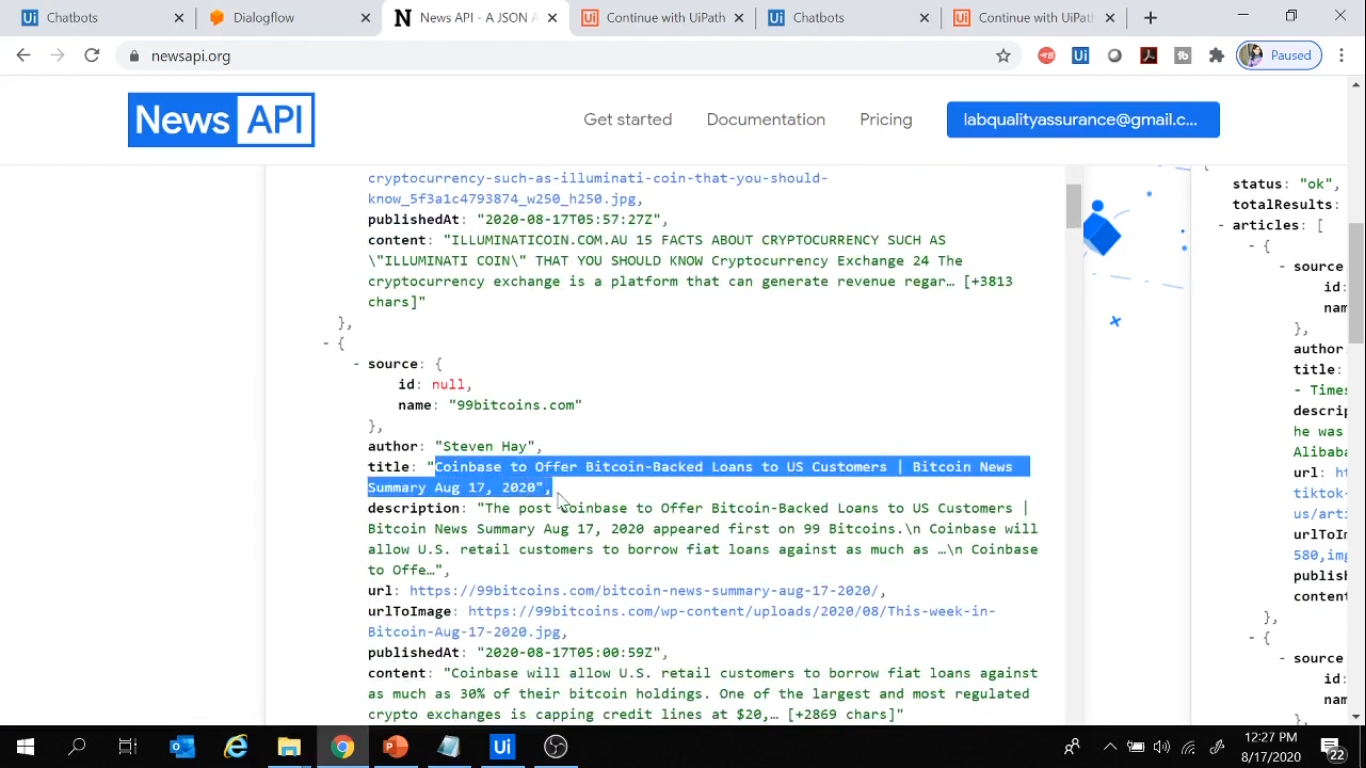 Chatbots
Dialogflow
News API - A JSON A
Continue with UiPath
Chatbots
Continue with UiPath
newsapi.org
Paused
News API
Get started
Documentation
Pricing
labqualityassurance@gmail.c...
cryptocurrency-such-as-illuminati-coin-that-you-should-
know_5f3a1c4793874_w250_h250.jpg,
publishedAt: "2020-08-17T05:57:27Z",
content: "ILLUMINATICOIN.COM.AU 15 FACTS ABOUT CRYPTOCURRENCY SUCH AS
\"ILLUMINATI COIN\" THAT YOU SHOULD KNOW Cryptocurrency Exchange 24 The
cryptocurrency exchange is a platform that can generate revenue regar… [+3813
chars]"
},
- {
- source: {
id: null,
name: "99bitcoins.com"
},
author: "Steven Hay",
title: "Coinbase to Offer Bitcoin-Backed Loans to US Customers | Bitcoin News
Summary Aug 17, 2020",
description: "The post Coinbase to Offer Bitcoin-Backed Loans to US Customers |
Bitcoin News Summary Aug 17, 2020 appeared first on 99 Bitcoins.\n Coinbase will
allow U.S. retail customers to borrow fiat loans against as much as …\n Coinbase
to Offe…",
url: https://99bitcoins.com/bitcoin-news-summary-aug-17-2020/,
urlToImage: https://99bitcoins.com/wp-content/uploads/2020/08/This-week-in-
Bitcoin-Aug-17-2020.jpg,
publishedAt: "2020-08-17T05:00:59Z",
content: "Coinbase will allow U.S. retail customers to borrow fiat loans against
as much as 30% of their bitcoin holdings. One of the largest and most regulated
crypto exchanges is capping credit lines at $20,… [+2869 chars]"
status: "ok",
totalResults:
- articles: [
- {
- source
id:
nam
},
author
title:
- Times
descrip
he was
Alibaba
url: ht
tiktok-
us/arti
urlToIm
580,img
publish
content
},
- {
- source
id:
nam
},
12:27 PM
8/17/2020
22